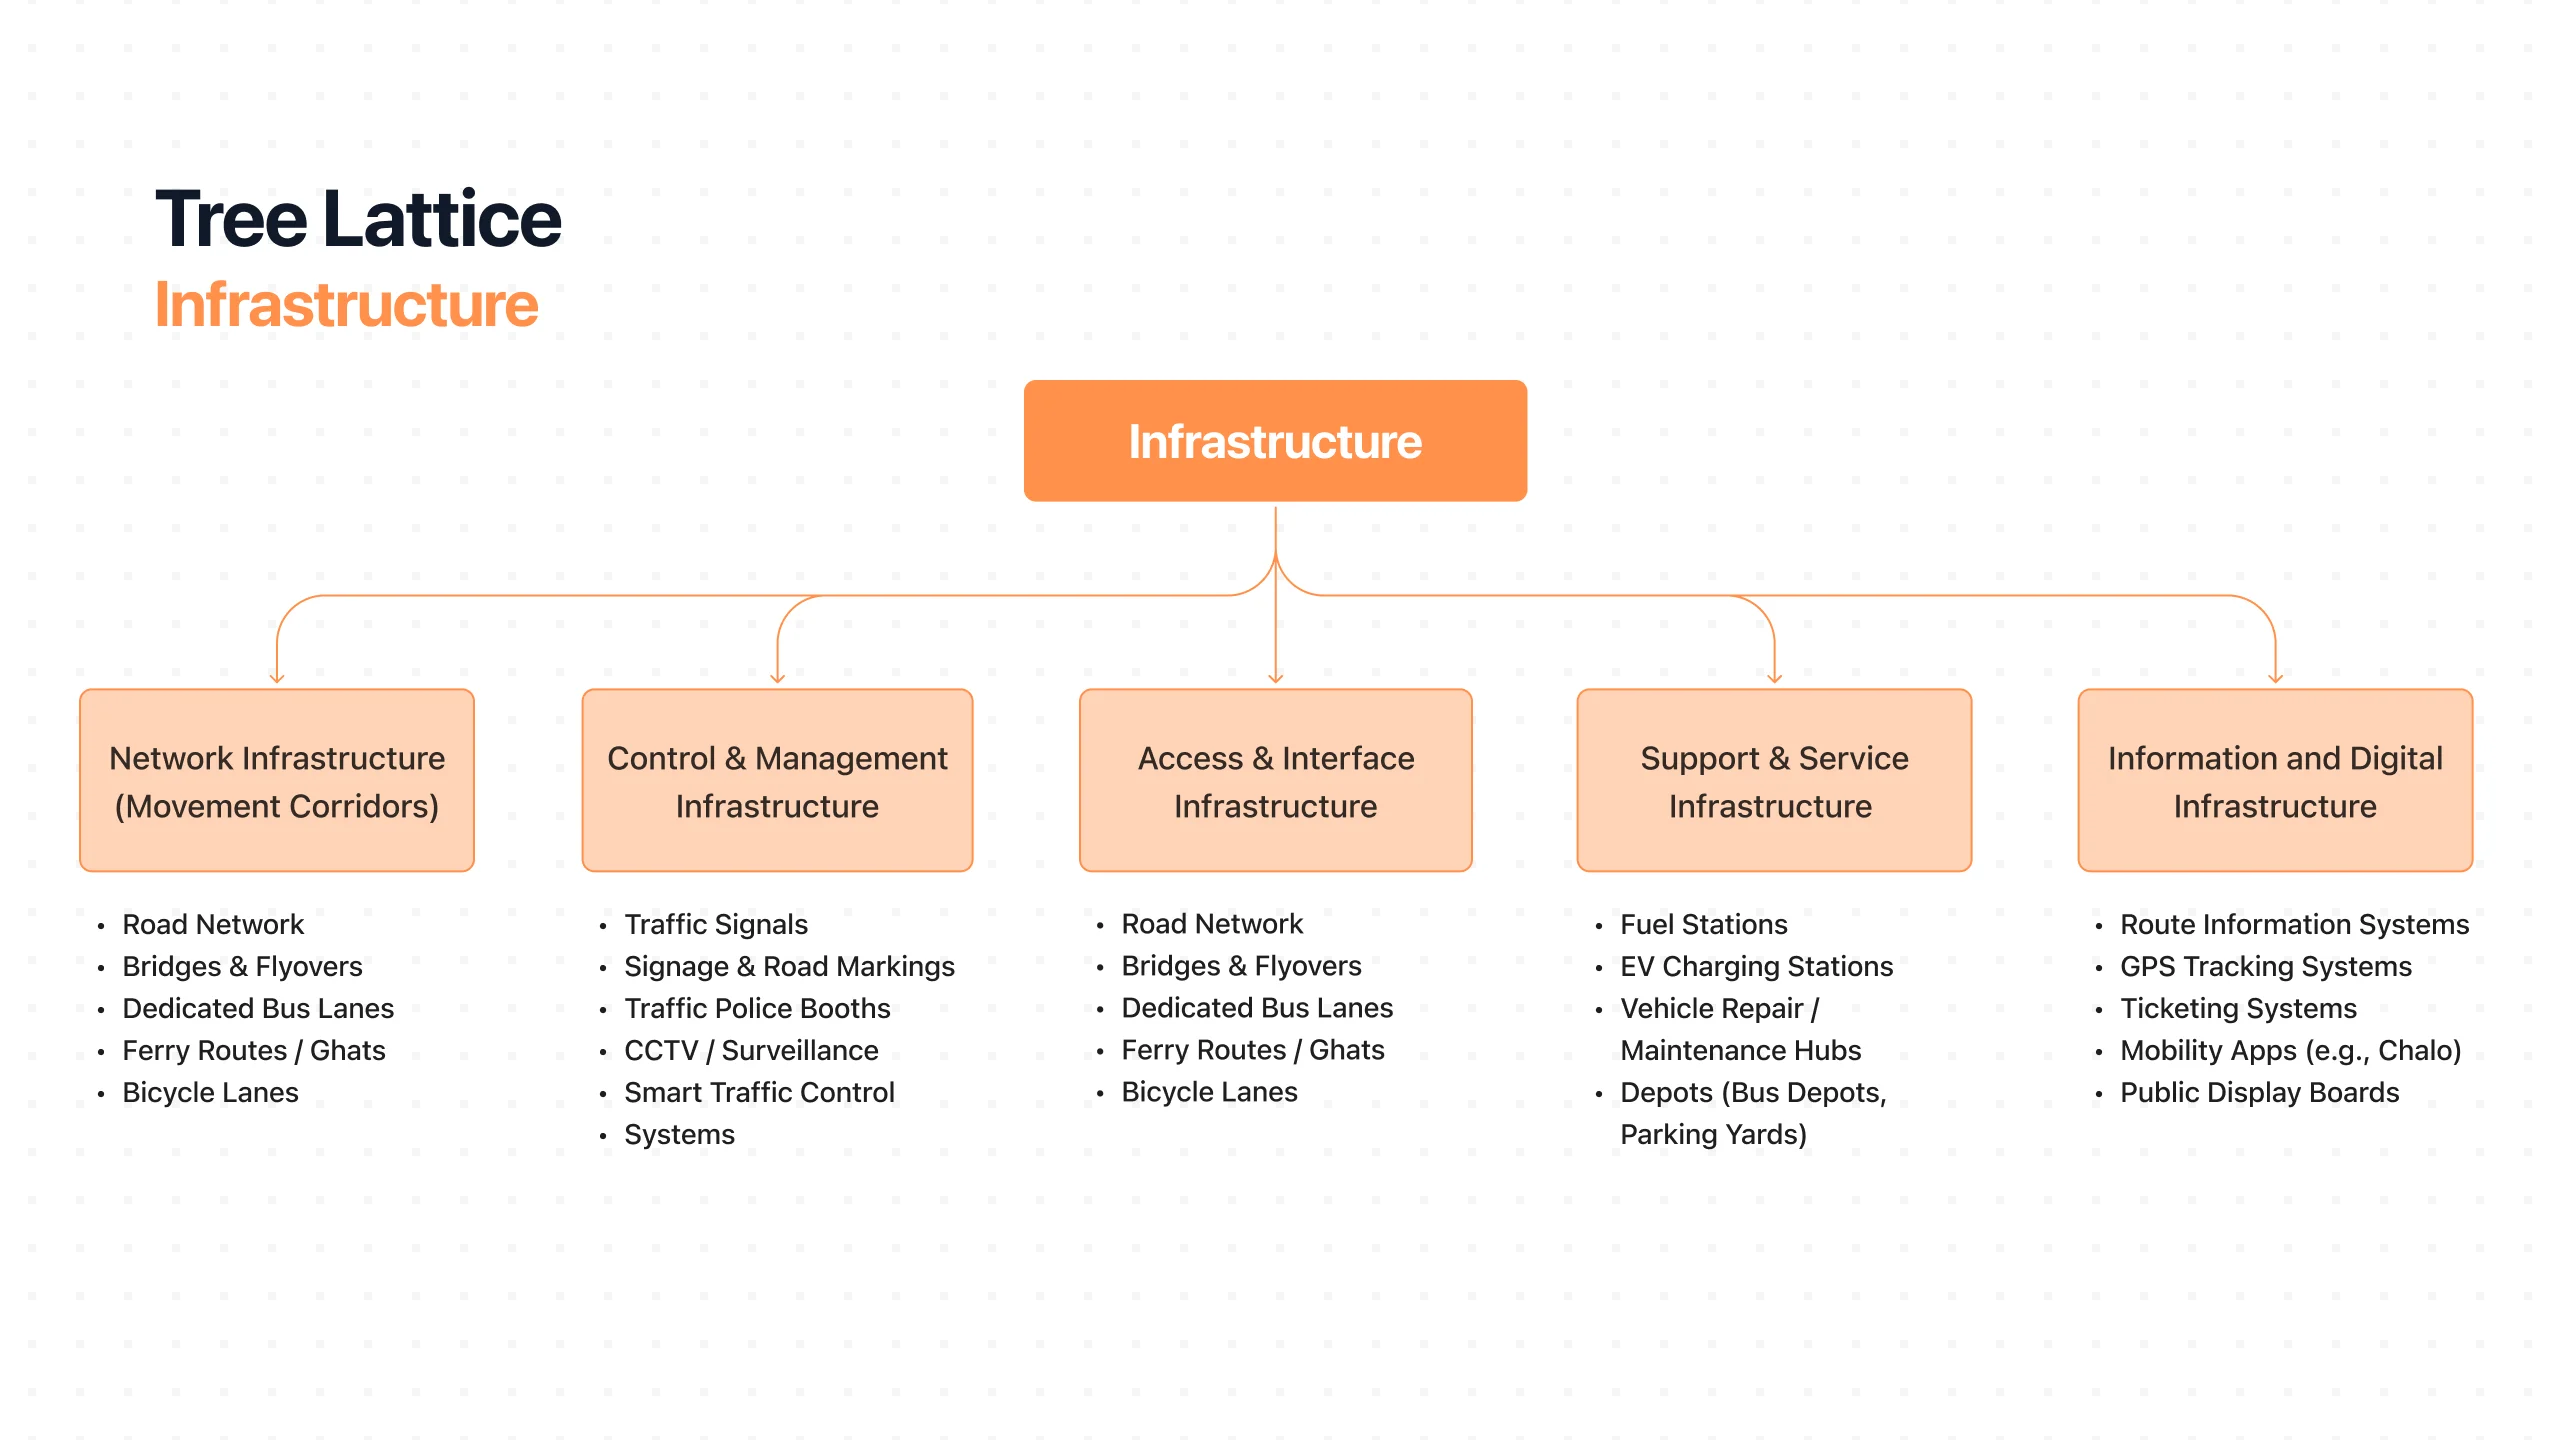 Tree Lattice
Infrastructure
Infrastructure
Network Infrastructure
(Movement Corridors)
• Road Network
• Bridges & Flyovers
• Dedicated Bus Lanes
• Ferry Routes / Ghats
• Bicycle Lanes
Control & Management
Infrastructure
• Traffic Signals
• Signage & Road Markings
• Traffic Police Booths
• CCTV / Surveillance
• Smart Traffic Control
• Systems
Access & Interface
Infrastructure
• Road Network
• Bridges & Flyovers
• Dedicated Bus Lanes
• Ferry Routes / Ghats
• Bicycle Lanes
Support & Service
Infrastructure
• Fuel Stations
• EV Charging Stations
• Vehicle Repair /
Maintenance Hubs
• Depots (Bus Depots,
Parking Yards)
Information and Digital
Infrastructure
• Route Information Systems
• GPS Tracking Systems
• Ticketing Systems
• Mobility Apps (e.g., Chalo)
• Public Display Boards